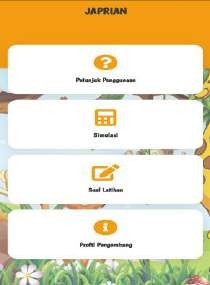 JAPRIAN
Petunjuk Penggunaan
Simulasi
Soal Latihan
Profil Pengembang